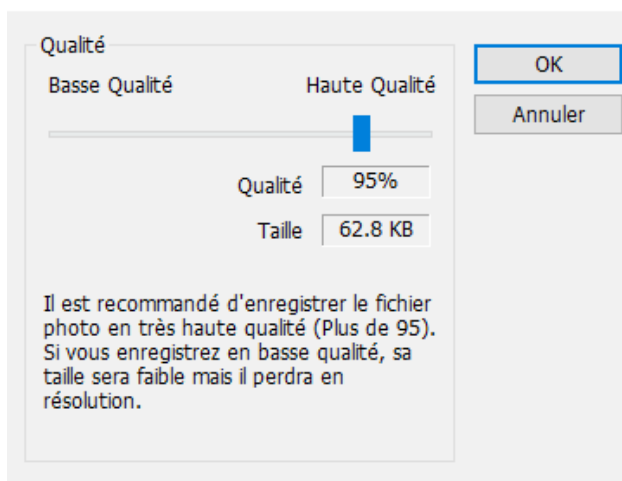 Qualité
Basse Qualité Haute Qualité
OK
Annuler
Qualité 95%
Taille 62.8 KB
Il est recommandé d'enregistrer le fichier
photo en très haute qualité (Plus de 95).
Si vous enregistrez en basse qualité, sa
taille sera faible mais il perdra en
résolution.